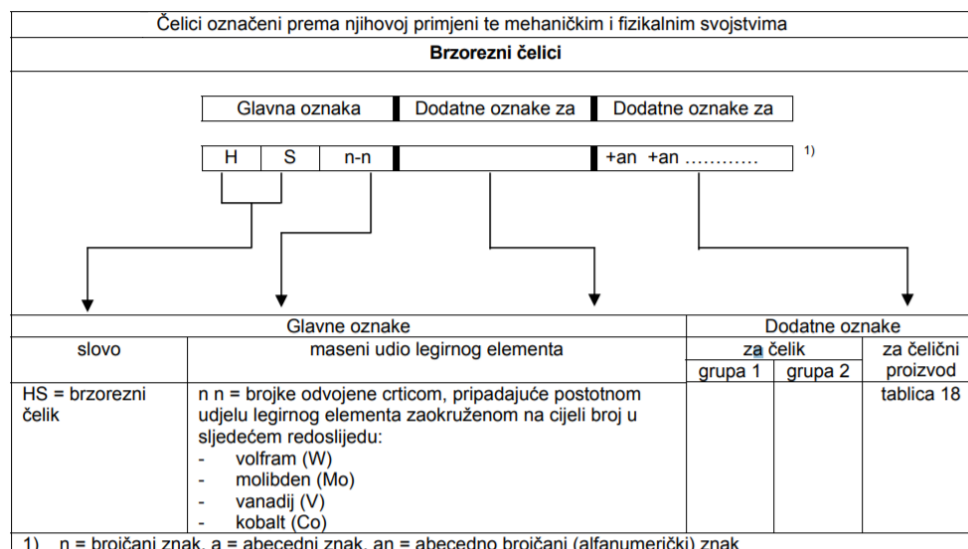 Čelici označeni prema njihovoj primjeni te mehaničkim i fizikalnim svojstvima
Brzorezni čelici
Glavna oznaka Dodatne oznake za Dodatne oznake za
H S n-n +an +an ............ 1)
Glavne oznake Dodatne oznake
slovo maseni udio legirnog elementa za čelik za čelični proizvod
grupa 1 grupa 2
HS = brzorezni čelik
n n = brojke odvojene crticom, pripadajuće postotnom
udjelu legirnog elementa zaokruženom na cijeli broj u
sljedećem redoslijedu:
- volfram (W)
- molibden (Mo)
- vanadij (V)
- kobalt (Co)
tablica 18
1) n = brojčani znak, a = abecedni znak, an = abecedno brojčani (alfanumerički) znak